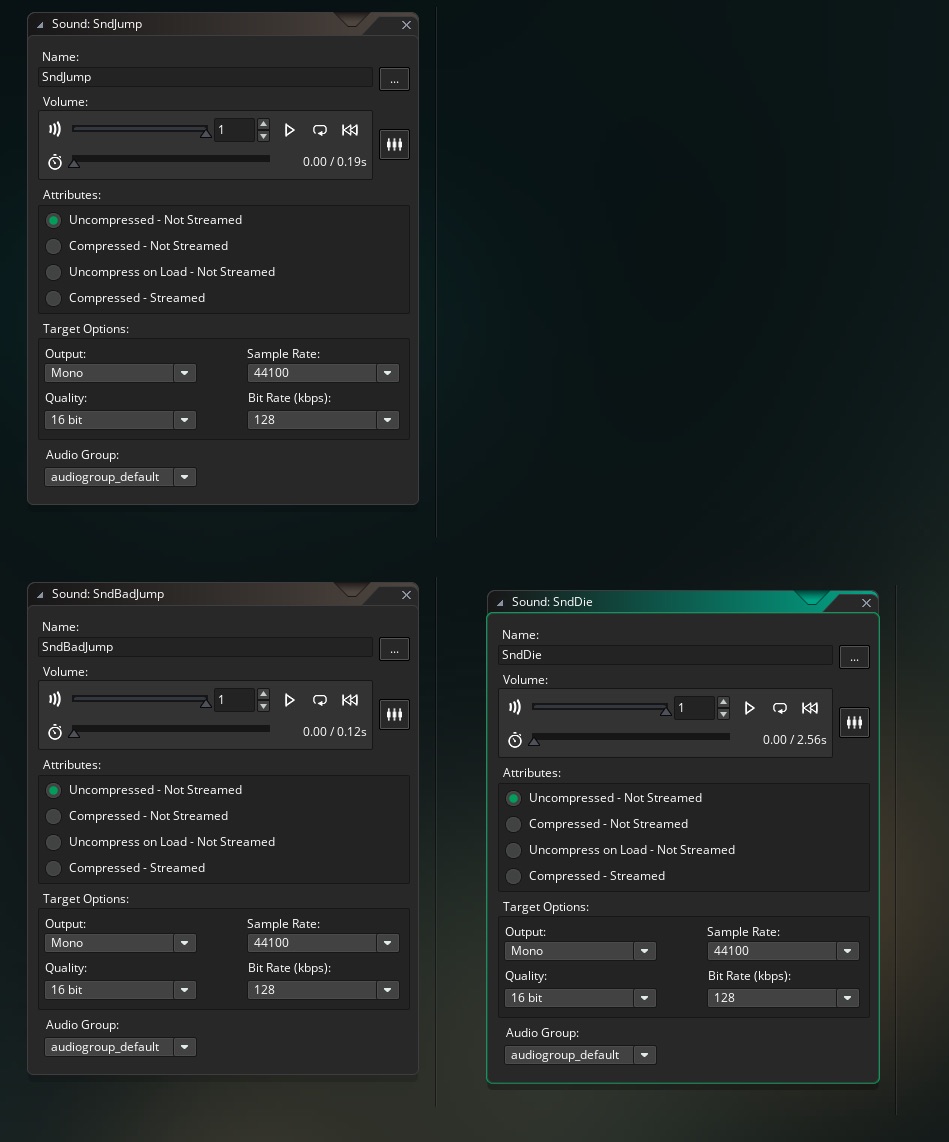 Sound: SndJump
Name:
SndJump
...
Volume:
1
0.00 / 0.19s
Attributes:
Uncompressed - Not Streamed
Compressed - Not Streamed
Uncompress on Load - Not Streamed
Compressed - Streamed
Target Options:
Output: Sample Rate:
Mono 44100
Quality: Bit Rate (kbps):
16 bit 128
Audio Group:
audiogroup_default
Sound: SndBadJump
Name:
SndBadJump
...
Volume:
1
0.00 / 0.12s
Attributes:
Uncompressed - Not Streamed
Compressed - Not Streamed
Uncompress on Load - Not Streamed
Compressed - Streamed
Target Options:
Output: Sample Rate:
Mono 44100
Quality: Bit Rate (kbps):
16 bit 128
Audio Group:
audiogroup_default
Sound: SndDie
Name:
SndDie
...
Volume:
1
0.00 / 2.56s
Attributes:
Uncompressed - Not Streamed
Compressed - Not Streamed
Uncompress on Load - Not Streamed
Compressed - Streamed
Target Options:
Output: Sample Rate:
Mono 44100
Quality: Bit Rate (kbps):
16 bit 128
Audio Group:
audiogroup_default